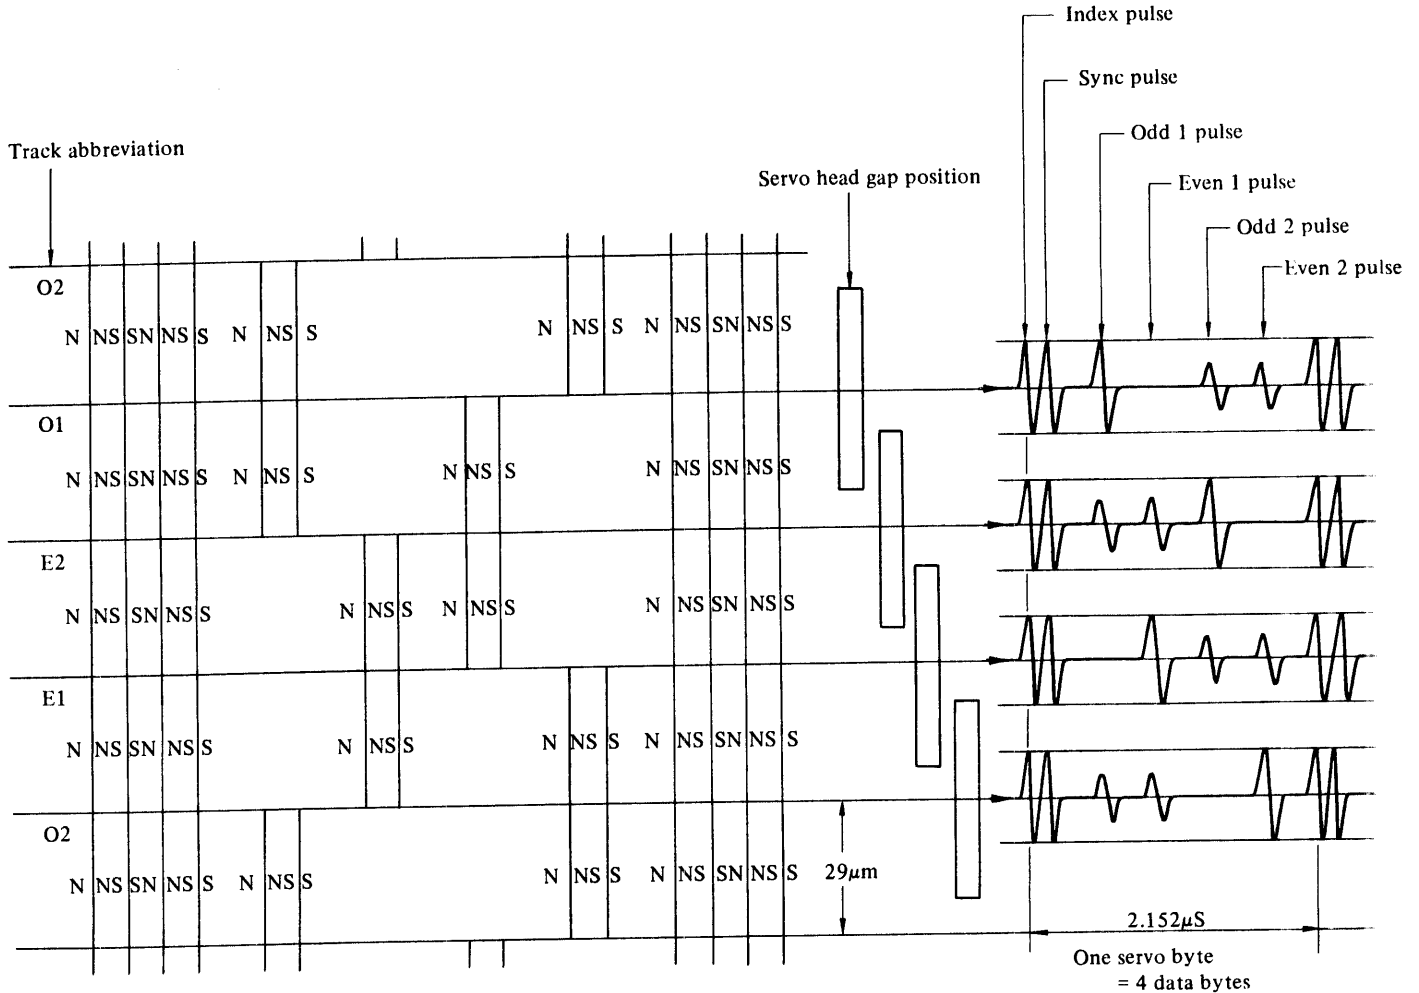 Index pulse
Sync pulse
Odd 1 pulse
Track abbreviation
Servo head gap position
Even 1 pulse
Odd 2 pulse
Even 2 pulse
O2
N NS SN NS S N NS S N NS S N NS SN NS S
O1
N NS SN NS S N NS S N NS S N NS SN NS S
E2
N NS SN NS S N NS S N NS S N NS SN NS S
E1
N NS SN NS S N NS S N NS S N NS SN NS S
O2
N NS SN NS S N NS S N NS S N NS SN NS S
29μm
2.152μS
One servo byte
= 4 data bytes